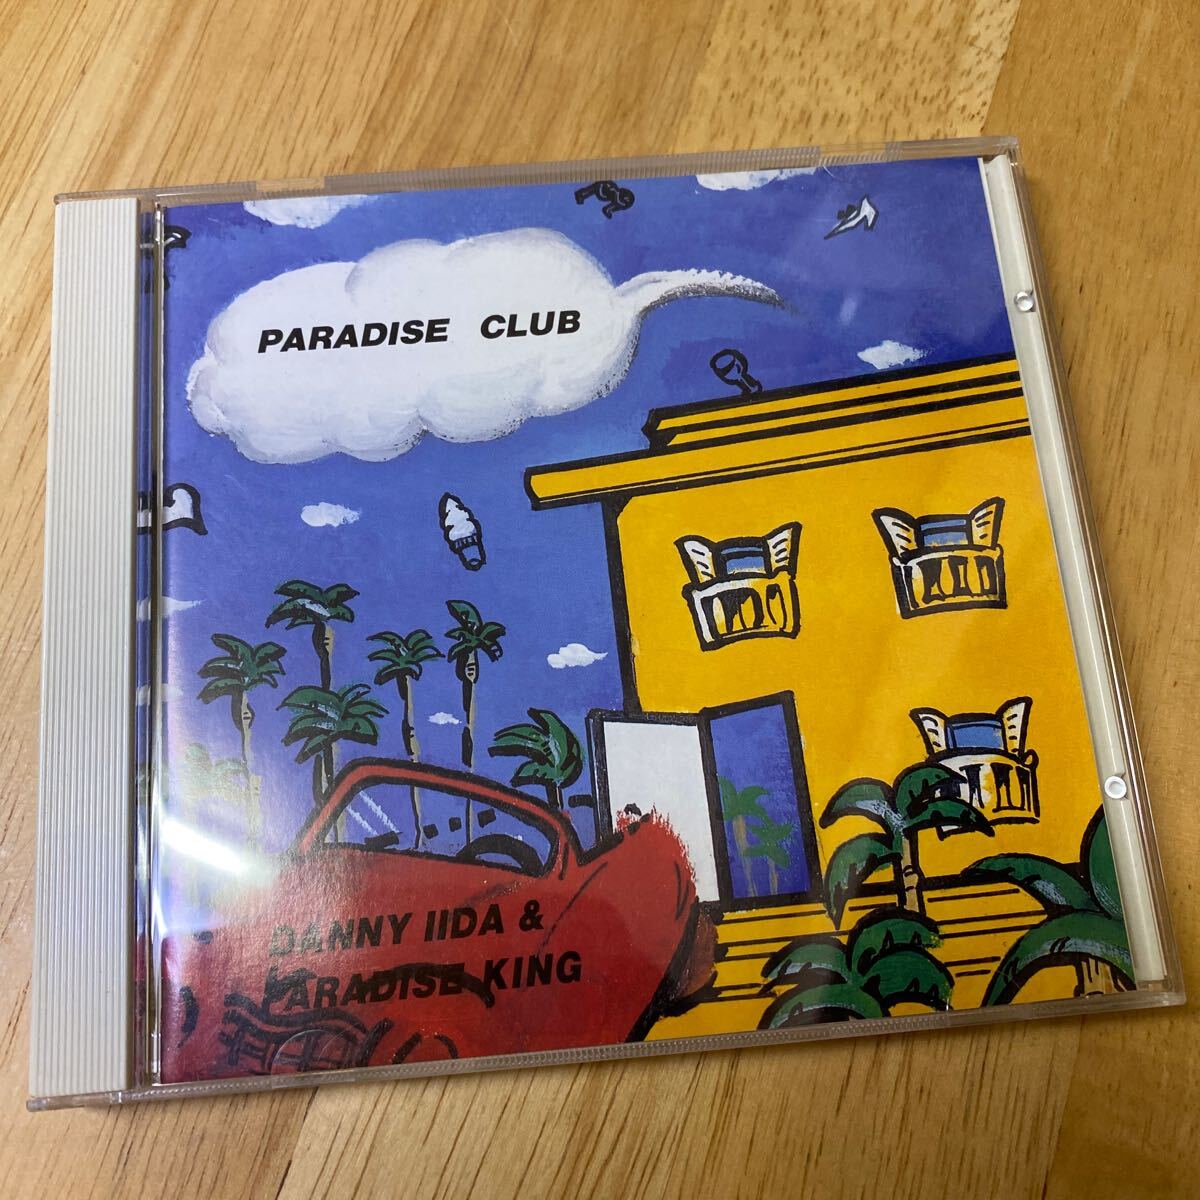 PARADISE CLUB
DANNY IIDA &
PARADISE KING